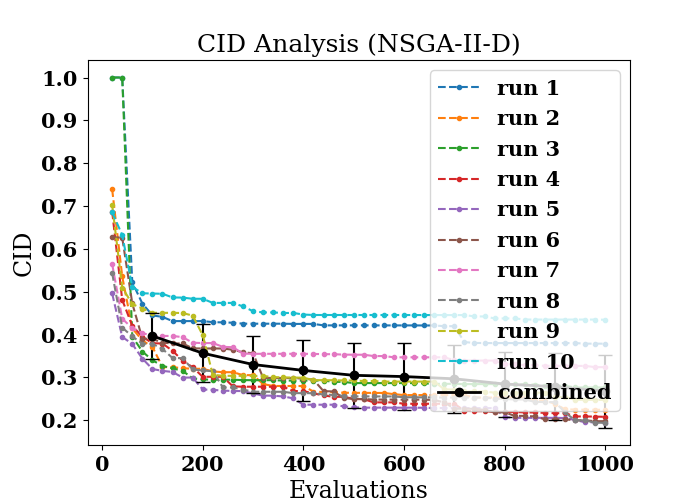 CID Analysis (NSGA-II-D)
CID
1.0
0.9
0.8
0.7
0.6
0.5
0.4
0.3
0.2
run 1
run 2
run 3
run 4
run 5
run 6
run 7
run 8
run 9
run 10
combined
0 200 400 600 800 1000
Evaluations